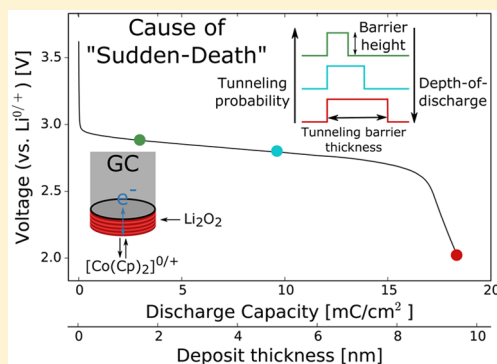 Cause of
"Sudden-Death"
Barrier
height
Tunneling
probability
Depth-of-
discharge
Tunneling barrier
thickness
Voltage (vs. Li0/+) [V]
3.5
3.0
2.5
2.0
GC
e-
Li2O2
[Co(Cp)2]0/+
0 5 10 15 20
Discharge Capacity [mC/cm2 ]
0 2 4 6 8 10
Deposit thickness [nm]